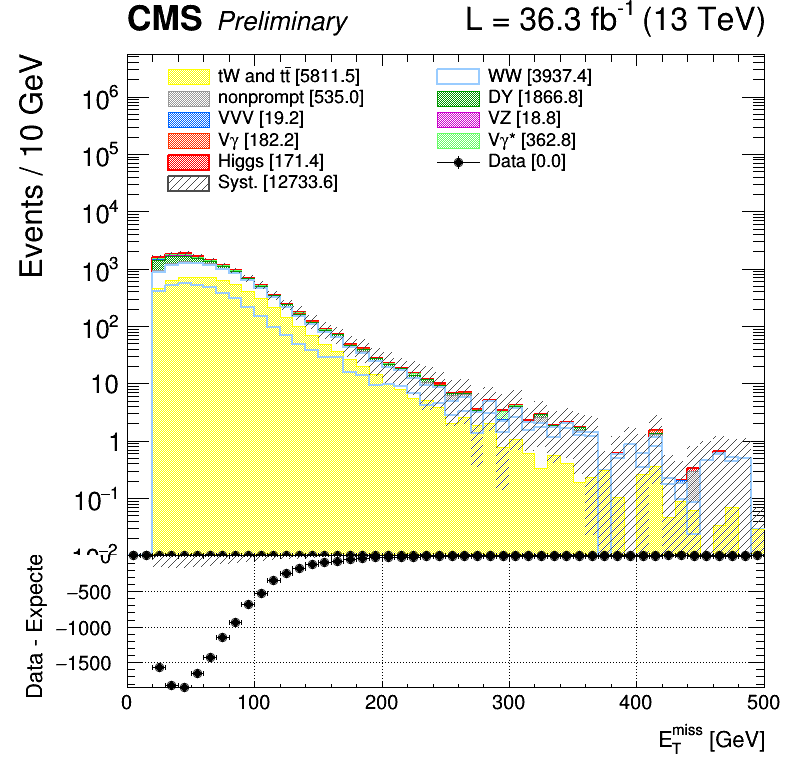 CMS Preliminary L = 36.3 fb⁻¹ (13 TeV)
Events / 10 GeV
10⁶
10⁵
10⁴
10³
10²
10
1
10⁻¹
tW and tt̄ [5811.5]
nonprompt [535.0]
VVV [19.2]
Vγ [182.2]
Higgs [171.4]
Syst. [12733.6]
WW [3937.4]
DY [1866.8]
VZ [18.8]
Vγ* [362.8]
Data [0.0]
Data - Expecte
−500
−1000
−1500
0 100 200 300 400 500
E_T^miss [GeV]